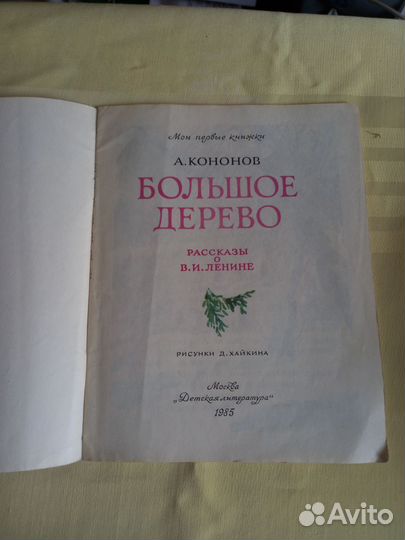 Мои первые книжки
А. КОНОНОВ
БОЛЬШОЕ
ДЕРЕВО
РАССКАЗЫ
О
В. И. ЛЕНИНЕ
РИСУНКИ Д. ХАЙКИНА
Москва
„Детская литература“
1985
Avito